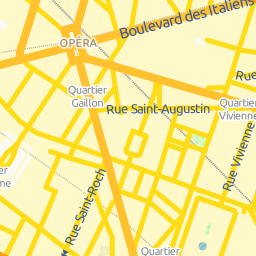 Boulevard des Italiens
OPÉRA
Rue
Quartier
Gaillon
Rue Saint-Augustin
Quartier
Vivienne
Rue Vivienne
Rue Saint-Roch
Quartier